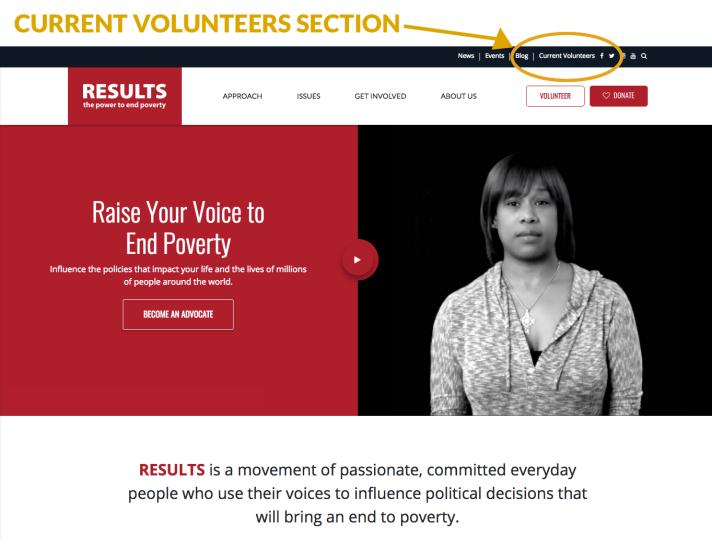 CURRENT VOLUNTEERS SECTION
News | Events | Blog | Current Volunteers
RESULTS
the power to end poverty
APPROACH
ISSUES
GET INVOLVED
ABOUT US
VOLUNTEER
DONATE
Raise Your Voice to
End Poverty
Influence the policies that impact your life and the lives of millions
of people around the world.
BECOME AN ADVOCATE
RESULTS is a movement of passionate, committed everyday
people who use their voices to influence political decisions that
will bring an end to poverty.